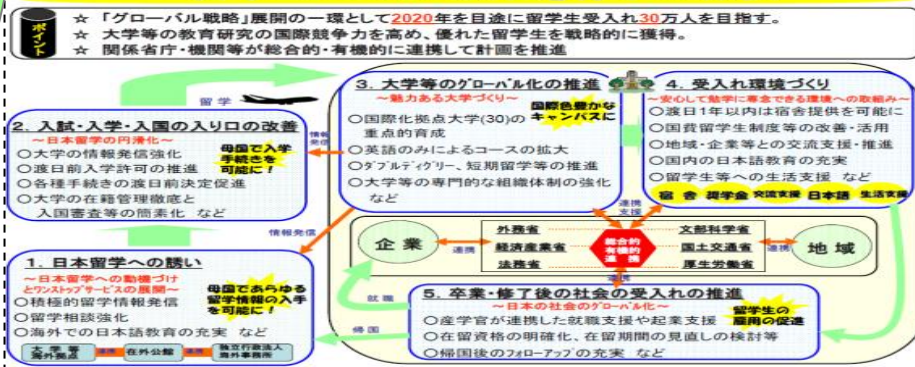 ポイント
☆ 「グローバル戦略」展開の一環として2020年を目途に留学生受入れ30万人を目指す。
☆ 大学等の教育研究の国際競争力を高め、優れた留学生を戦略的に獲得。
☆ 関係省庁・機関等が総合的・有機的に連携して計画を推進
留学
2. 入試・入学・入国の入り口の改善
～日本留学の円滑化～
○大学の情報発信強化
○渡日前入学許可の推進
○各種手続きの渡日前決定促進
○大学の在籍管理徹底と
入国審査等の簡素化 など
母国で入学
手続きを
可能に！
情報発信
3. 大学等のグローバル化の推進
～魅力ある大学づくり～
国際色豊かな
キャンパスに
○国際化拠点大学(30)の
重点的育成
○英語のみによるコースの拡大
○ダブルディグリー、短期留学等の推進
○大学等の専門的な組織体制の強化
など
4. 受入れ環境づくり
～安心して勉学に専念できる環境への取組み～
○渡日1年以内は宿舎提供を可能に
○国費留学生制度等の改善・活用
○地域・企業等との交流支援・推進
○国内の日本語教育の充実
○留学生等への生活支援 など
宿舎 奨学金 交流支援 日本語 生活支援
連携
支援
情報発信
企業
連携
外務省
経済産業省
法務省
総合的
有機的
連携
文部科学省
国土交通省
厚生労働省
連携
地域
連携
1. 日本留学への誘い
～日本留学への動機づけ
とワンストップサービスの展開～
○積極的留学情報発信
○留学相談強化
○海外での日本語教育の充実 など
母国であらゆる
留学情報の入手
を可能に！
大学等
海外拠点
連携
在外公館
連携
独立行政法人
海外事務所
就職
帰国
5. 卒業・修了後の社会の受入れの推進
～日本の社会のグローバル化～
○産学官が連携した就職支援や起業支援
○在留資格の明確化、在留期間の見直しの検討等
○帰国後のフォローアップの充実 など
留学生の
雇用の促進